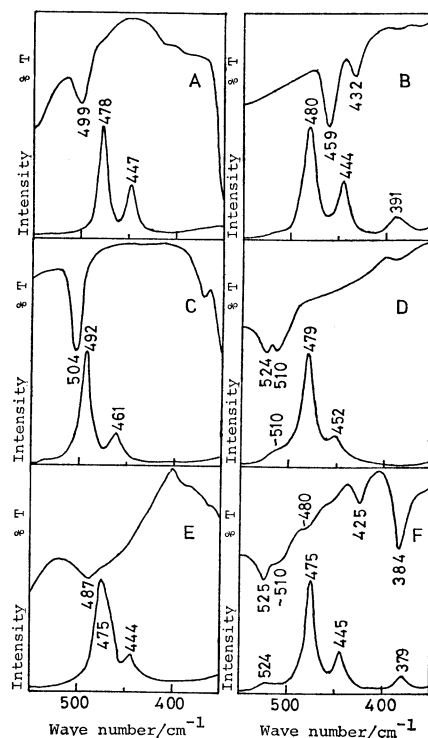 % T
A
499
478
447
Intensity
% T
B
432
459
480
444
391
Intensity
% T
C
504
492
461
Intensity
% T
D
524
510
479
~510
452
Intensity
% T
E
487
475
444
Intensity
500
400
Wave number/cm-1
% T
F
~480
425
384
525
~510
475
524
445
379
Intensity
500
400
Wave number/cm-1